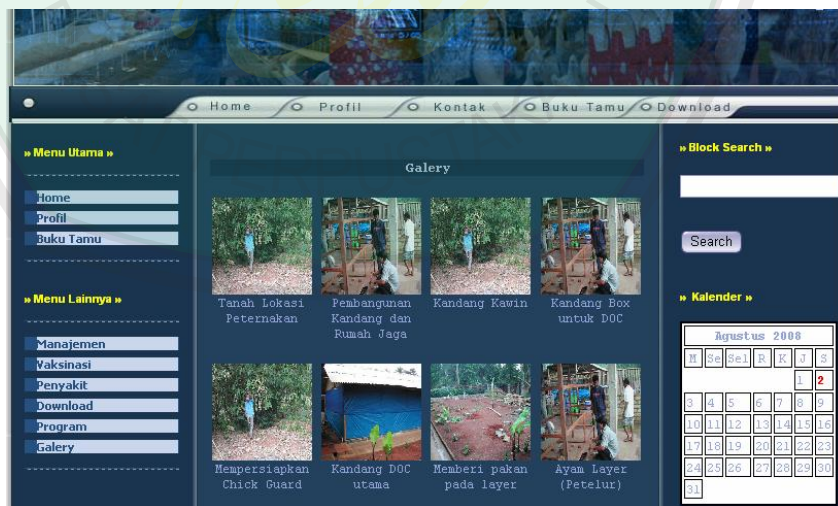 Home Profil Kontak Buku Tamu Download
» Menu Utama »
Home
Profil
Buku Tamu
» Menu Lainnya »
Manajemen
Vaksinasi
Penyakit
Download
Program
Galery
Galery
Tanah Lokasi
Peternakan
Pembangunan
Kandang dan
Rumah Jaga
Kandang Kawin
Kandang Box
untuk DOC
Mempersiapkan
Chick Guard
Kandang DOC
utama
Memberi pakan
pada layer
Ayam Layer
(Petelur)
» Block Search »
Search
» Kalender »
Agustus 2008
M Se Sel R K J S
1 2
3 4 5 6 7 8 9
10 11 12 13 14 15 16
17 18 19 20 21 22 23
24 25 26 27 28 29 30
31